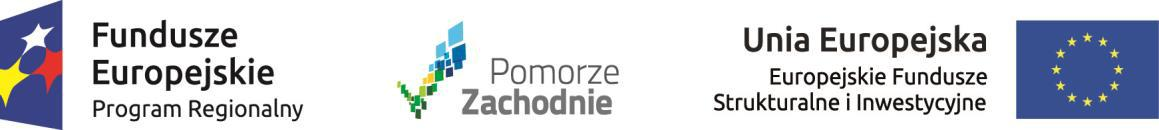 Fundusze
Europejskie
Program Regionalny
Pomorze
Zachodnie
Unia Europejska
Europejskie Fundusze
Strukturalne i Inwestycyjne